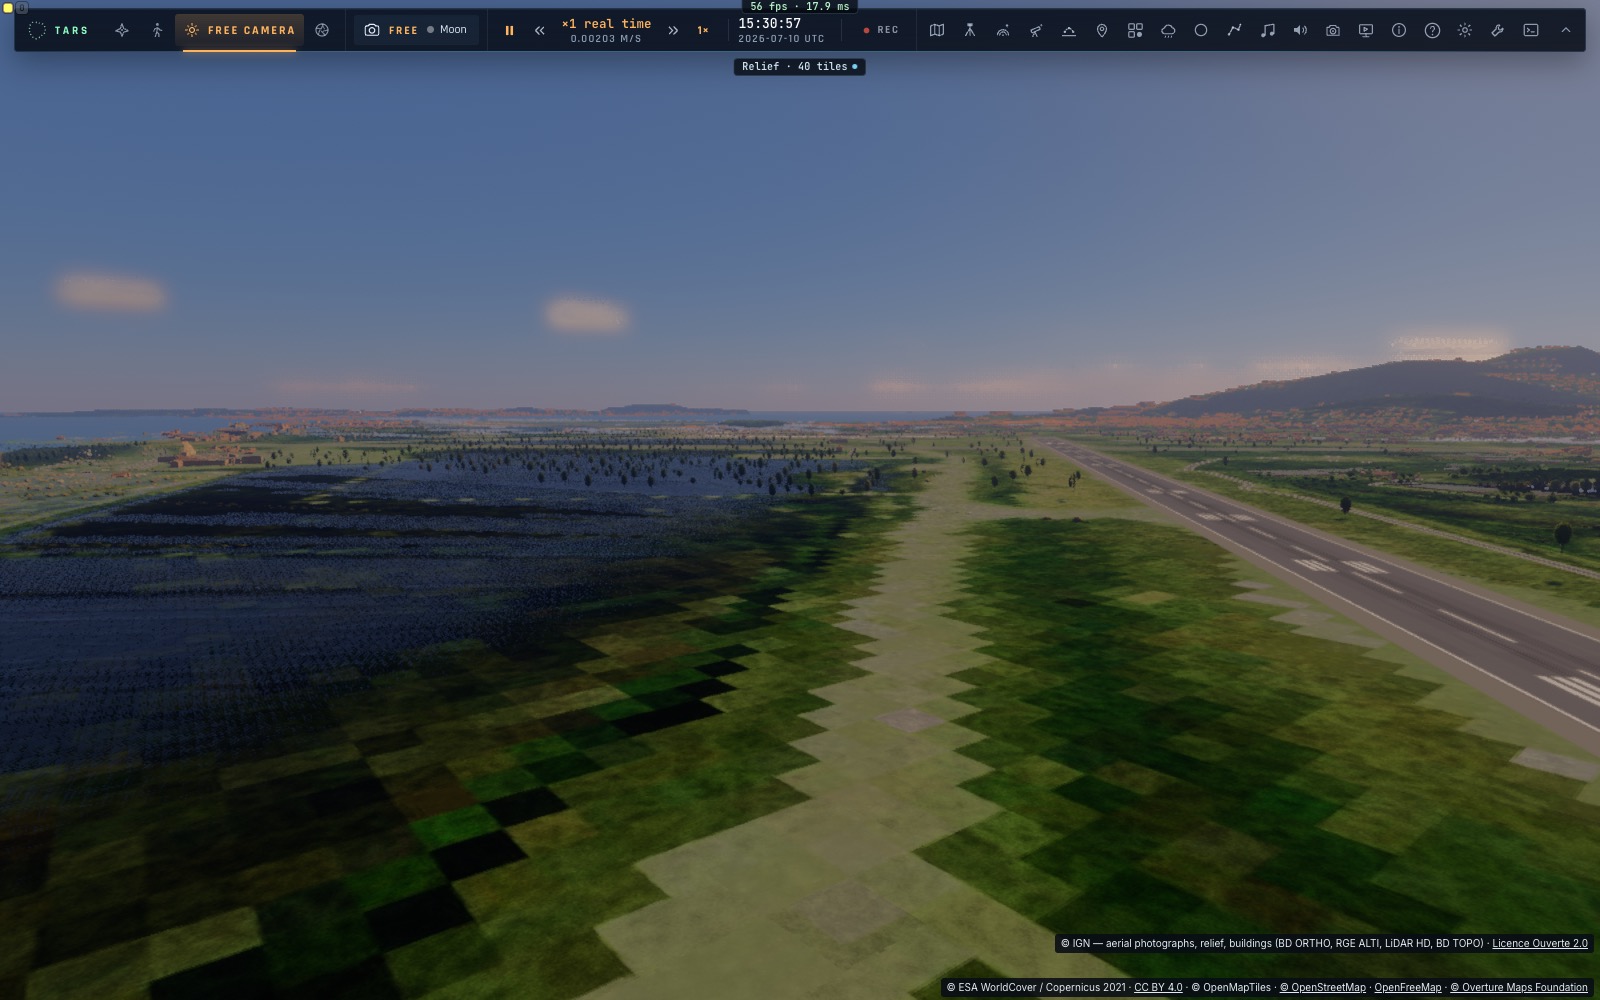 56 fps · 17.9 ms
TARS
FREE CAMERA
FREE Moon
×1 real time
0.00203 M/S
1×
15:30:57
2026-07-10 UTC
REC
Relief · 40 tiles
© IGN — aerial photographs, relief, buildings (BD ORTHO, RGE ALTI, LiDAR HD, BD TOPO) · Licence Ouverte 2.0
© ESA WorldCover / Copernicus 2021 · CC BY 4.0 · © OpenMapTiles · © OpenStreetMap · OpenFreeMap · © Overture Maps Foundation